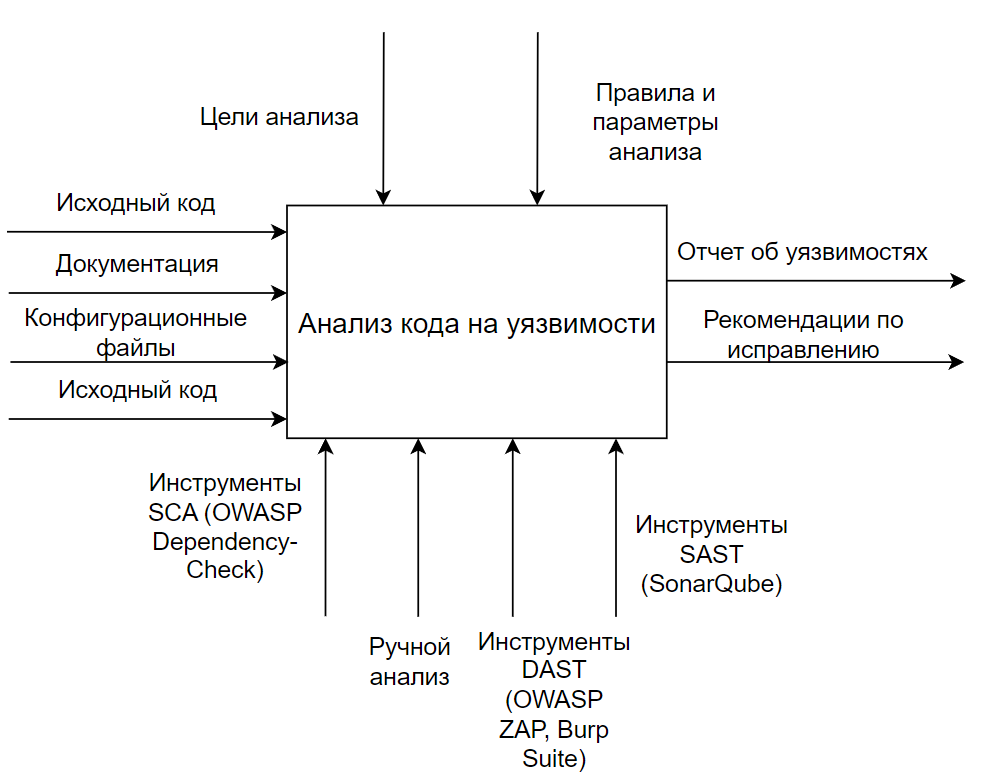 Цели анализа
Правила и
параметры
анализа
Исходный код
Документация
Конфигурационные
файлы
Исходный код
Анализ кода на уязвимости
Отчет об уязвимостях
Рекомендации по
исправлению
Инструменты
SCA (OWASP
Dependency-
Check)
Ручной
анализ
Инструменты
DAST
(OWASP
ZAP, Burp
Suite)
Инструменты
SAST
(SonarQube)